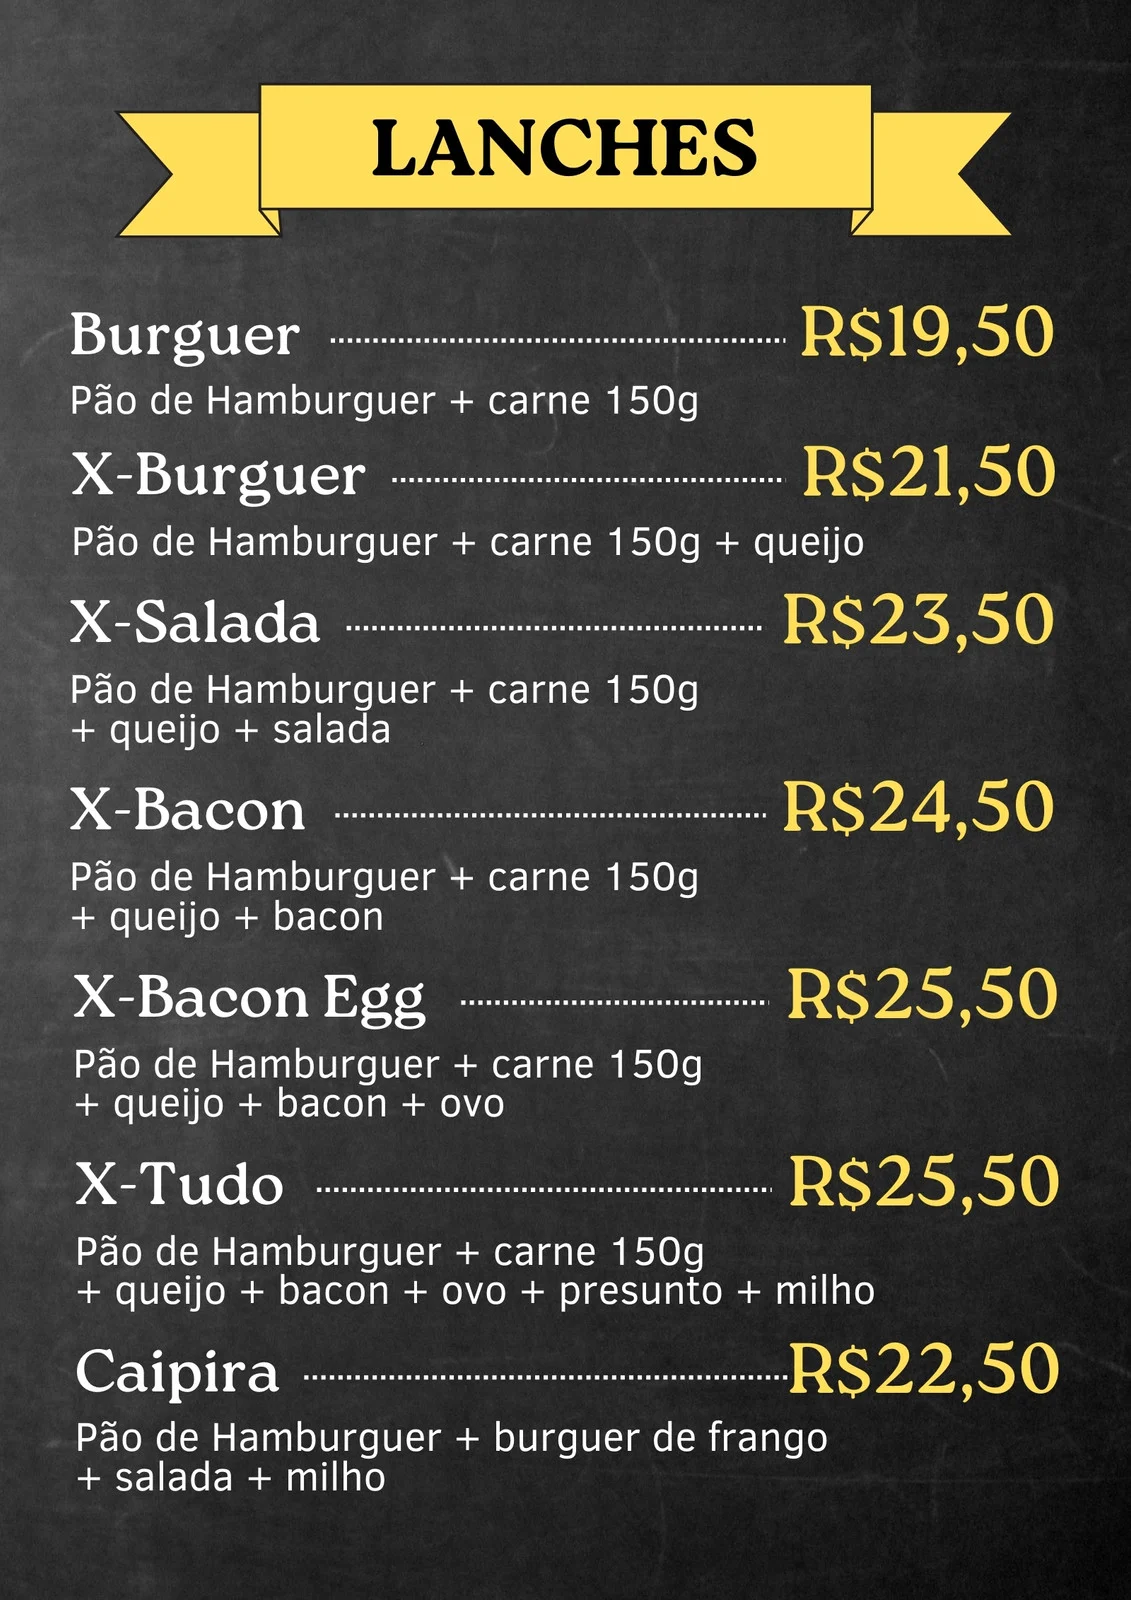 LANCHES
Burguer R$19,50
Pão de Hamburguer + carne 150g
X-Burguer R$21,50
Pão de Hamburguer + carne 150g + queijo
X-Salada R$23,50
Pão de Hamburguer + carne 150g
+ queijo + salada
X-Bacon R$24,50
Pão de Hamburguer + carne 150g
+ queijo + bacon
X-Bacon Egg R$25,50
Pão de Hamburguer + carne 150g
+ queijo + bacon + ovo
X-Tudo R$25,50
Pão de Hamburguer + carne 150g
+ queijo + bacon + ovo + presunto + milho
Caipira R$22,50
Pão de Hamburguer + burguer de frango
+ salada + milho